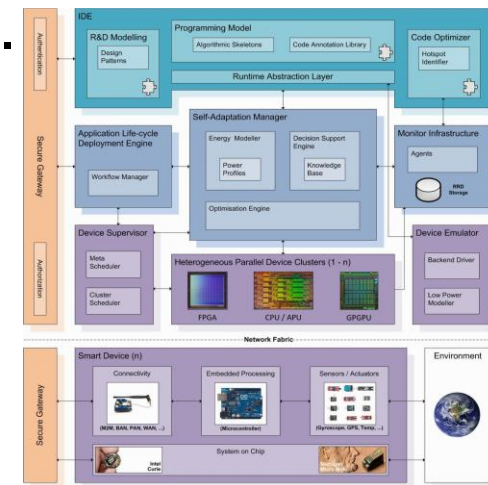 IDE
R&D Modelling
Design
Patterns
Programming Model
Algorithmic Skeletons
Code Annotation Library
Code Optimizer
Hotspot
Identifier
Runtime Abstraction Layer
Authentication
Secure Gateway
Authorization
Application Life-cycle
Deployment Engine
Workflow Manager
Self-Adaptation Manager
Energy Modeller
Power
Profiles
Decision Support
Engine
Knowledge
Base
Optimisation Engine
Monitor Infrastructure
Agents
RRD
Storage
Device Supervisor
Meta
Scheduler
Cluster
Scheduler
Heterogeneous Parallel Device Clusters (1 - n)
FPGA
CPU / APU
GPGPU
Device Emulator
Backend Driver
Low Power
Modeller
Network Fabric
Secure Gateway
Smart Device (n)
Connectivity
(M2M, BAN, PAN, WAN, ...)
Embedded Processing
(Microcontroller)
Sensors / Actuators
(Gyroscope, GPS, Temp, ...)
Environment
System on Chip
Intel
Curie